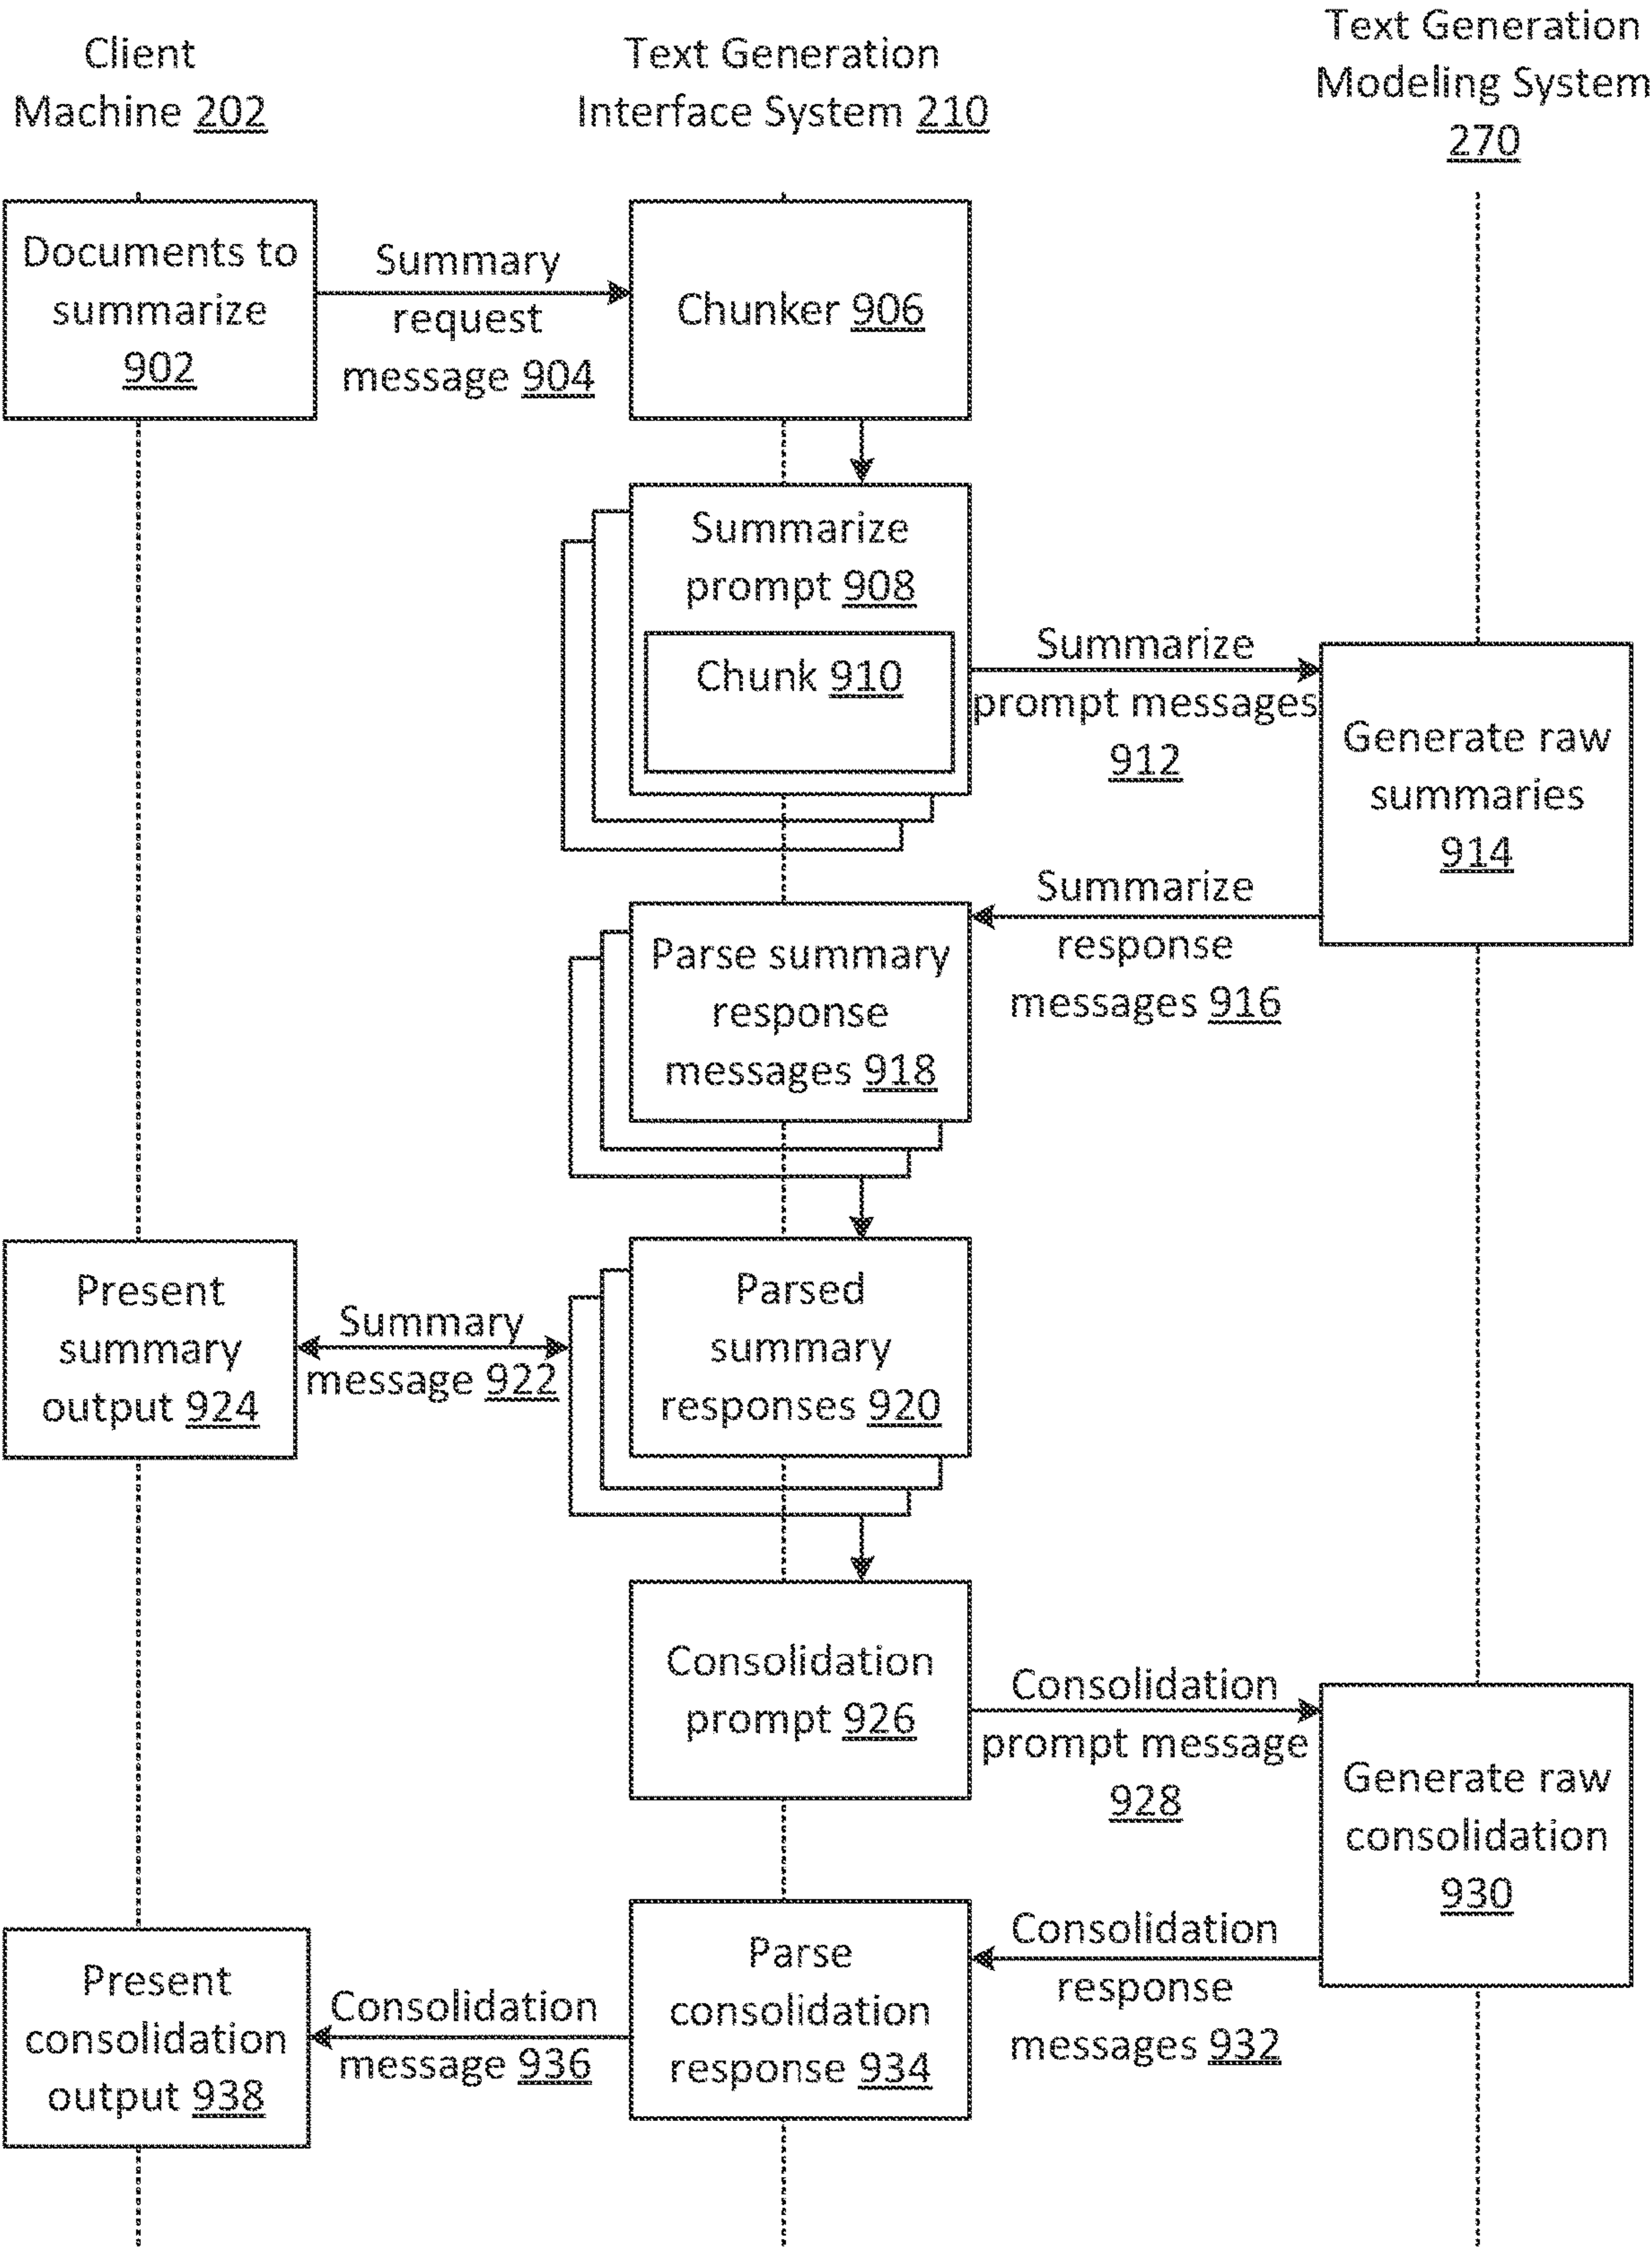 Client
Machine 202
Text Generation
Interface System 210
Text Generation
Modeling System
270
Documents to
summarize
902
Summary
request
message 904
Chunker 906
Summarize
prompt 908
Chunk 910
Summarize
prompt messages
912
Generate raw
summaries
914
Summarize
response
messages 916
Parse summary
response
messages 918
Present
summary
output 924
Summary
message 922
Parsed
summary
responses 920
Consolidation
prompt 926
Consolidation
prompt message
928
Generate raw
consolidation
930
Consolidation
response
messages 932
Parse
consolidation
response 934
Consolidation
message 936
Present
consolidation
output 938